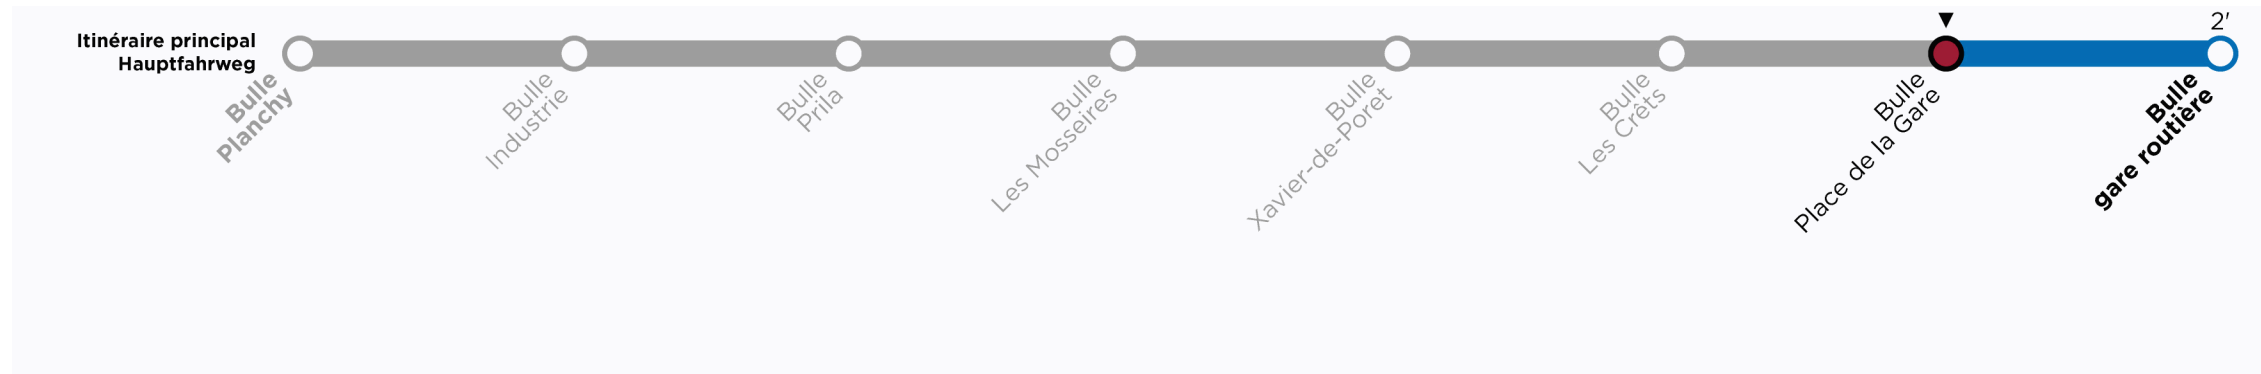 Itinéraire principal
Hauptfahrweg
▼
2'
Bulle
Planchy
Bulle
Industrie
Bulle
Prila
Bulle
Les Mosseires
Bulle
Xavier-de-Poret
Bulle
Les Crêts
Bulle
Place de la Gare
Bulle
gare routière